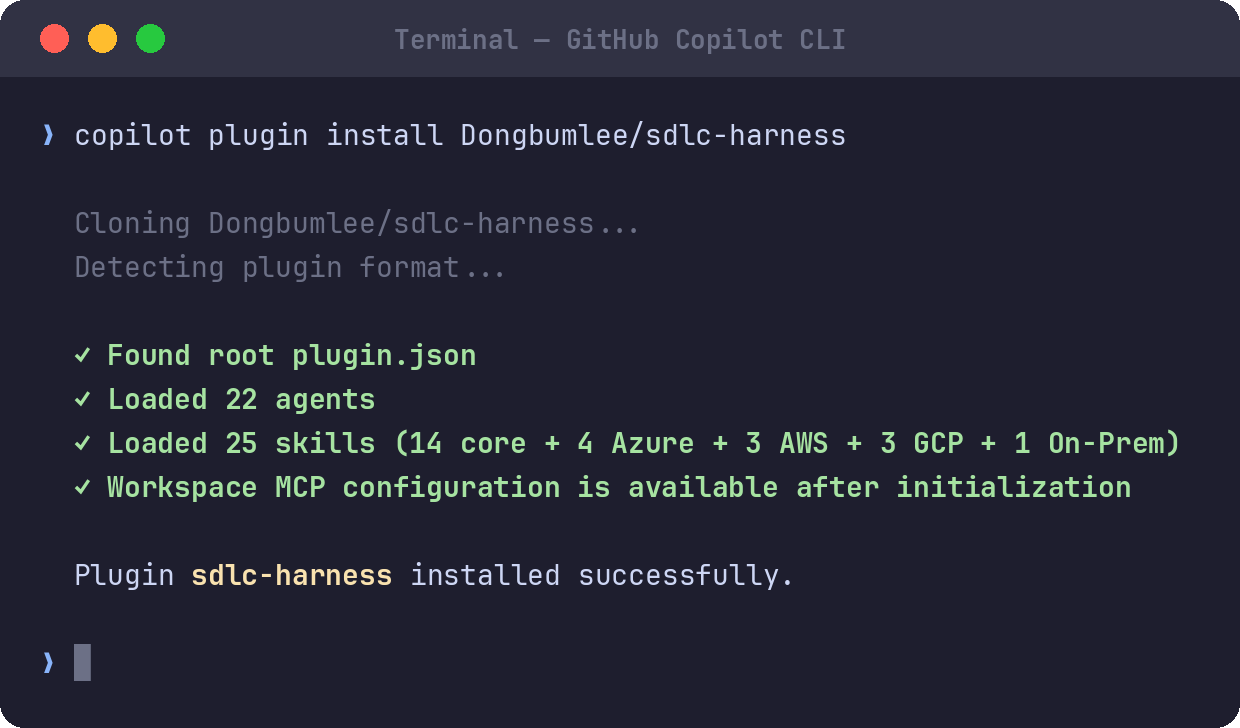 Terminal — GitHub Copilot CLI
❯ copilot plugin install Dongbumlee/sdlc-harness
Cloning Dongbumlee/sdlc-harness...
Detecting plugin format...
✓ Found root plugin.json
✓ Loaded 22 agents
✓ Loaded 25 skills (14 core + 4 Azure + 3 AWS + 3 GCP + 1 On-Prem)
✓ Workspace MCP configuration is available after initialization
Plugin sdlc-harness installed successfully.
❯